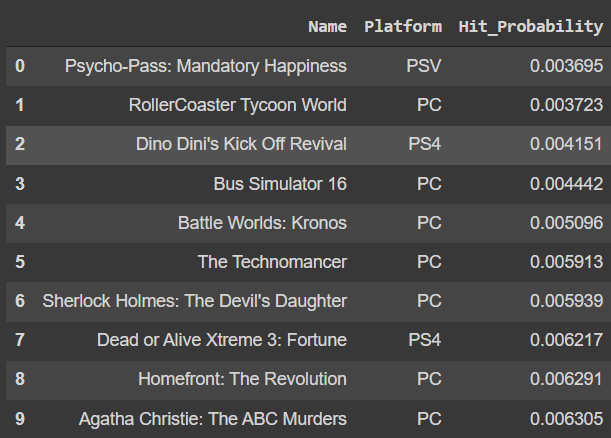 Name Platform Hit_Probability
0 Psycho-Pass: Mandatory Happiness PSV 0.003695
1 RollerCoaster Tycoon World PC 0.003723
2 Dino Dini's Kick Off Revival PS4 0.004151
3 Bus Simulator 16 PC 0.004442
4 Battle Worlds: Kronos PC 0.005096
5 The Technomancer PC 0.005913
6 Sherlock Holmes: The Devil's Daughter PC 0.005939
7 Dead or Alive Xtreme 3: Fortune PS4 0.006217
8 Homefront: The Revolution PC 0.006291
9 Agatha Christie: The ABC Murders PC 0.006305